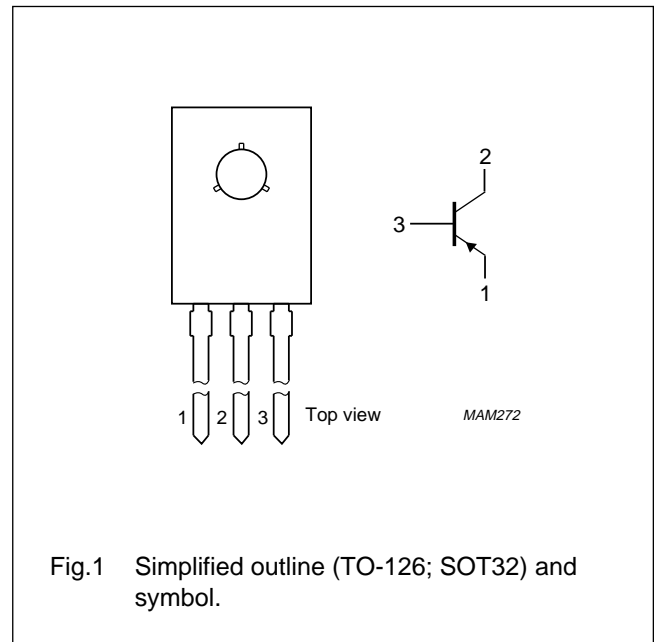 2
3
1
1 2 3 Top view MAM272
Fig.1 Simplified outline (TO-126; SOT32) and
symbol.